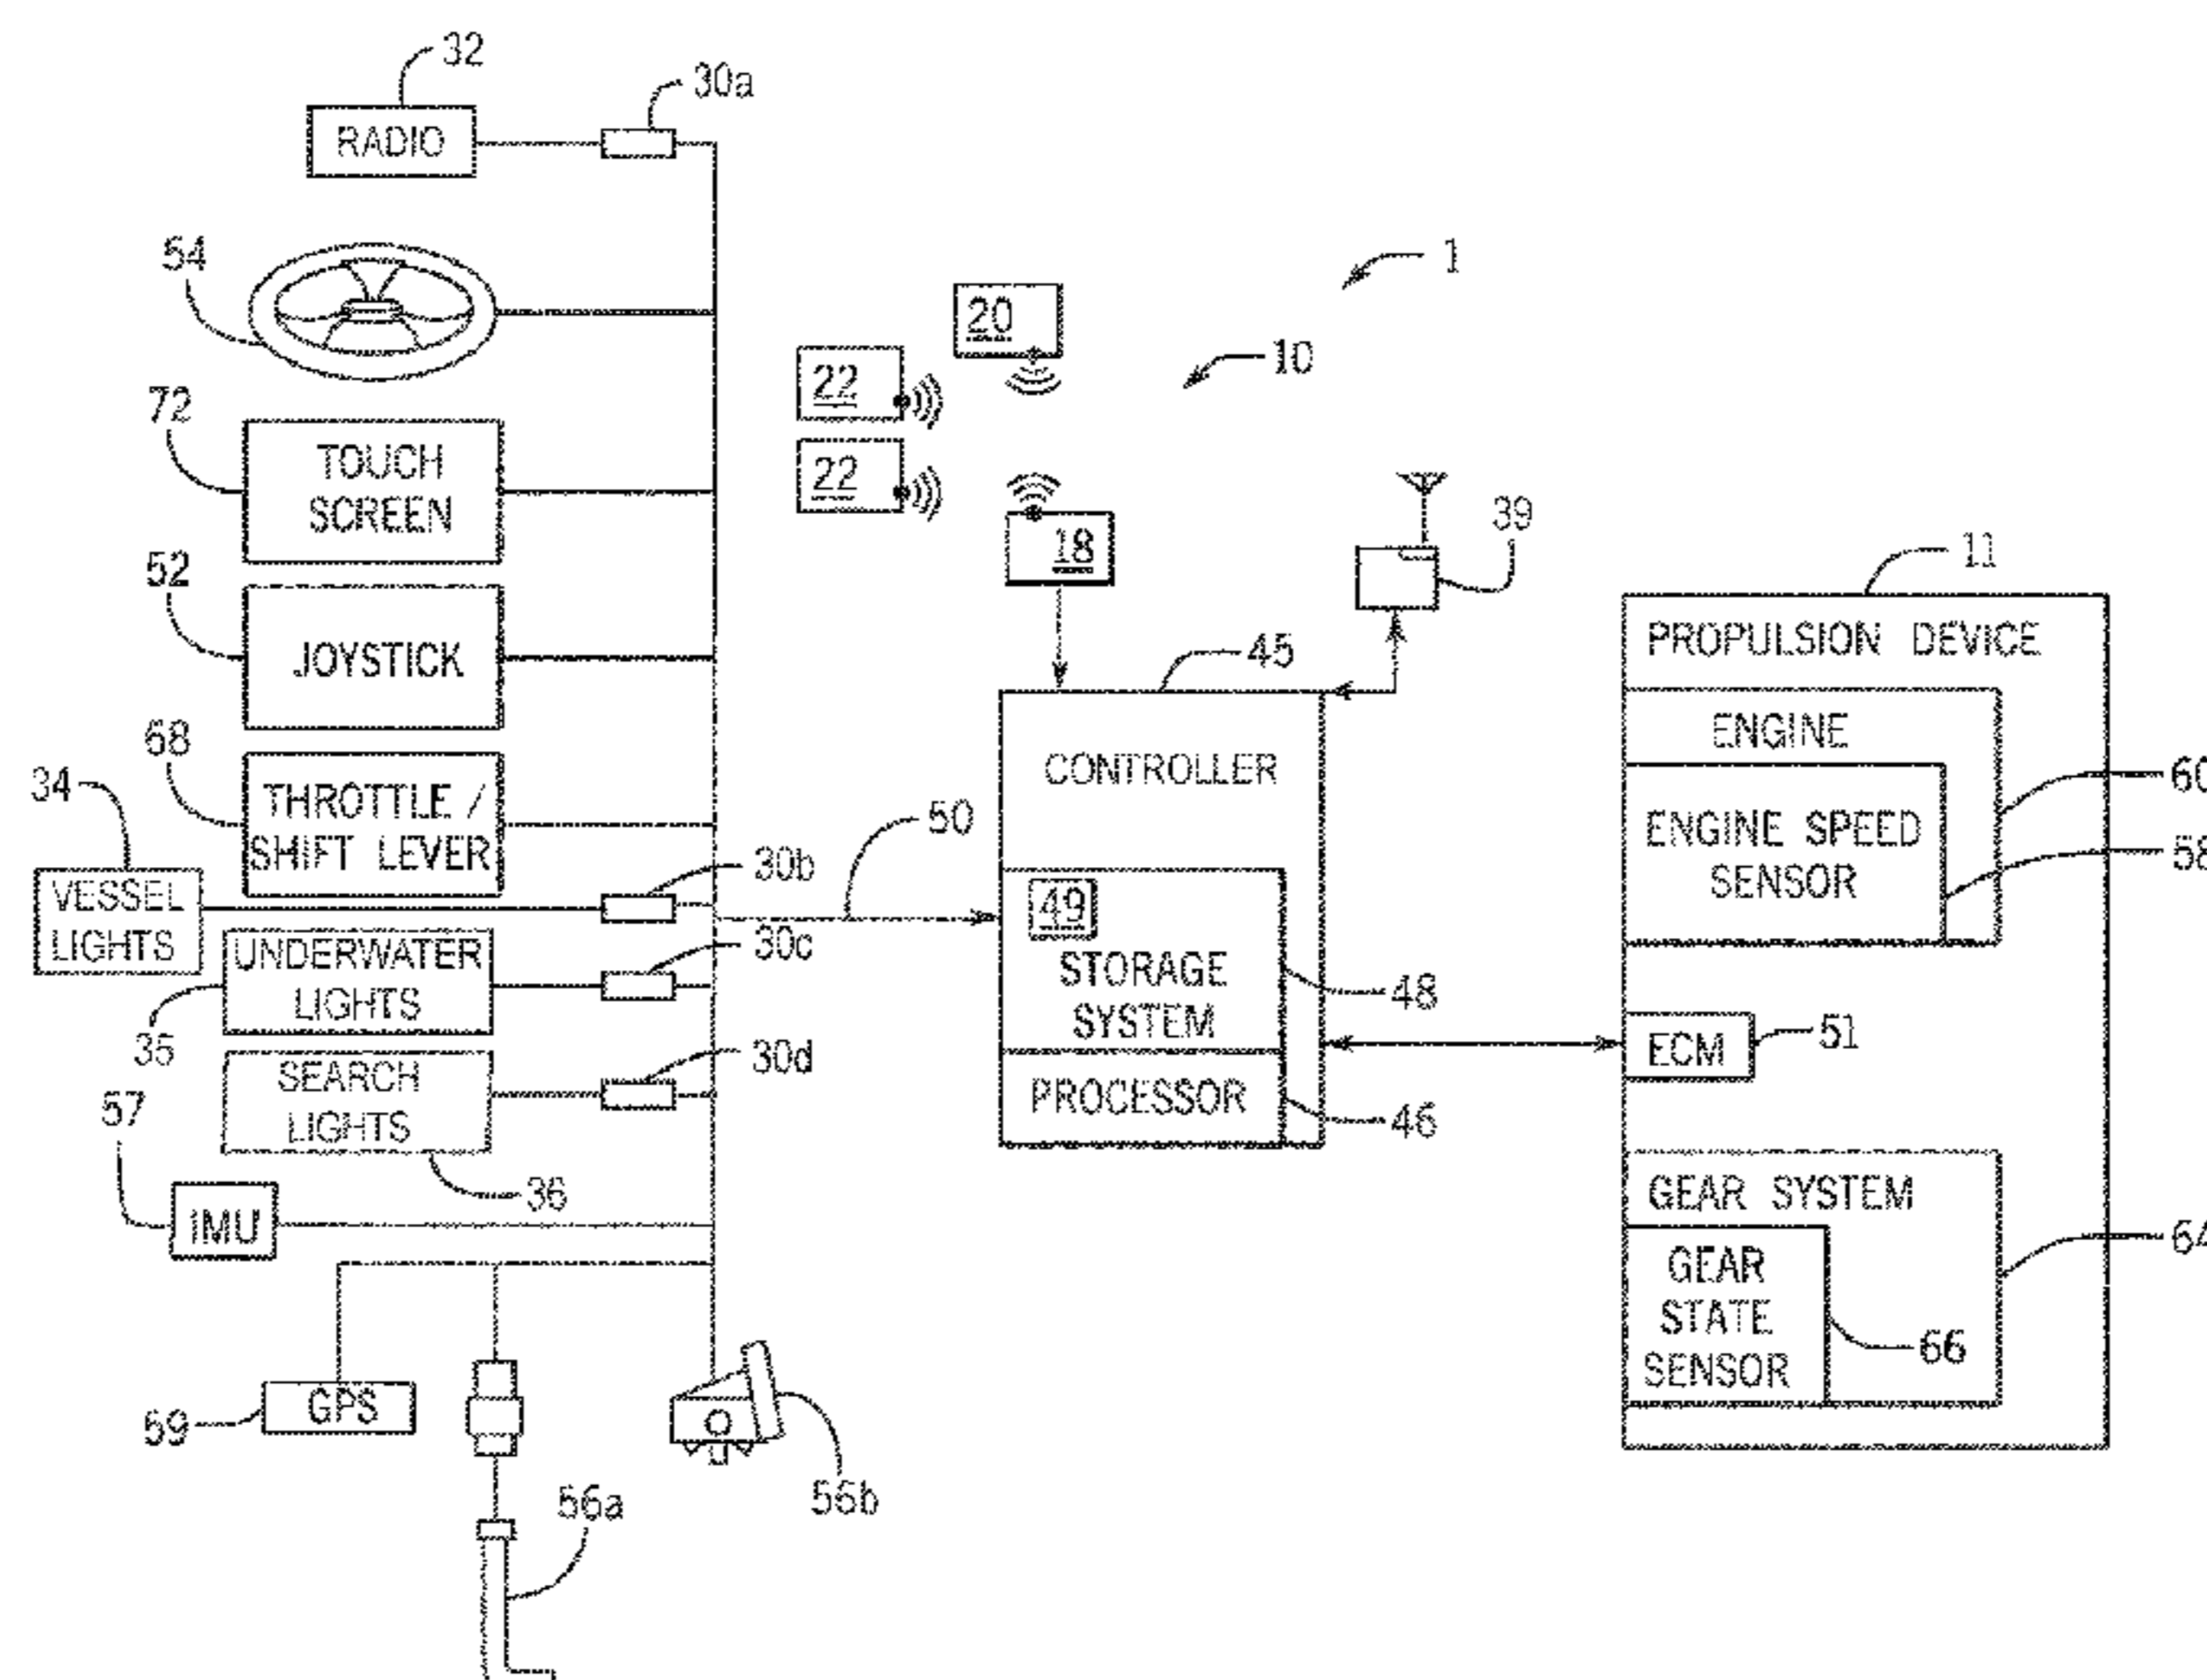 32
30a
RADIO
54
1
20
10
22
72
TOUCH
SCREEN
22
18
39
52
JOYSTICK
11
PROPULSION DEVICE
45
68
ENGINE
34
THROTTLE /
SHIFT LEVER
CONTROLLER
60
50
ENGINE SPEED
SENSOR
58
30b
VESSEL
LIGHTS
49
STORAGE
SYSTEM
48
UNDERWATER
LIGHTS
30c
35
ECM
51
SEARCH
LIGHTS
30d
57
PROCESSOR
46
36
IMU
GEAR SYSTEM
64
GEAR
STATE
SENSOR
66
GPS
59
56b
56a